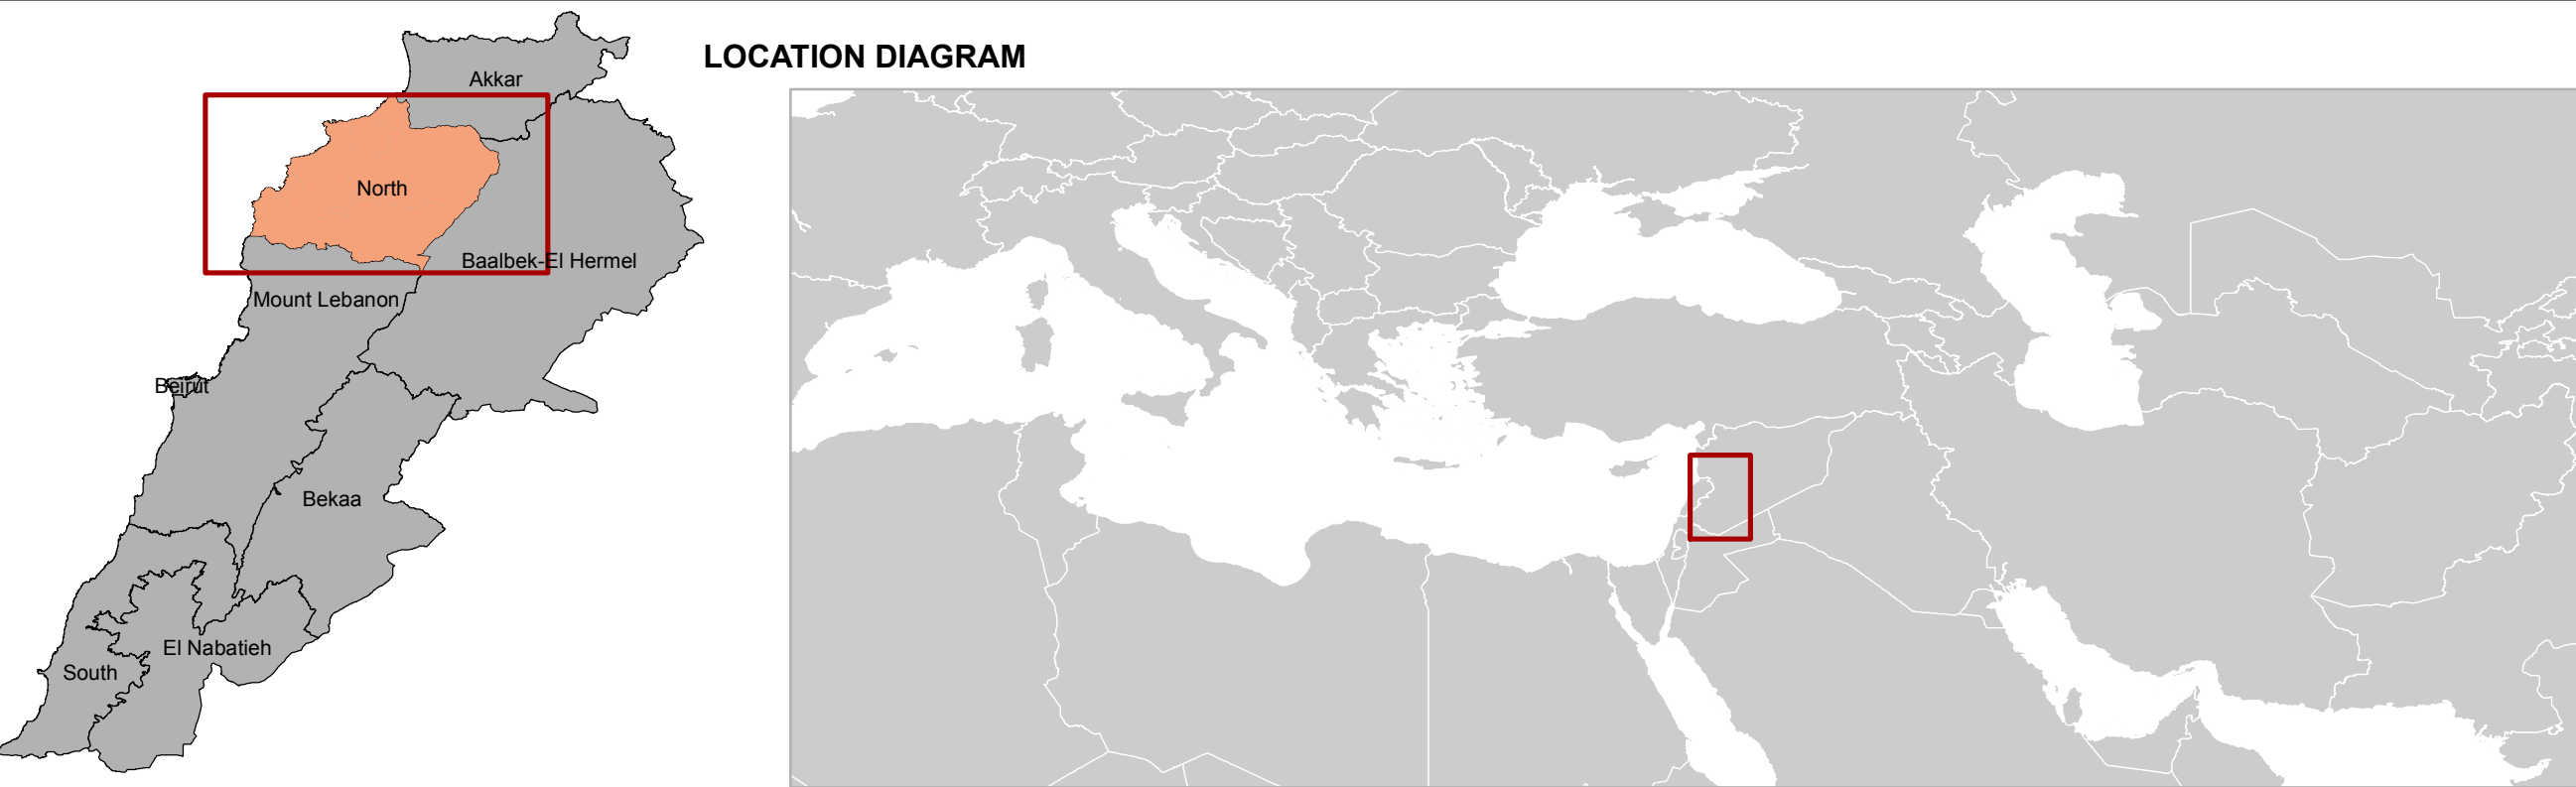 LOCATION DIAGRAM
Akkar
North
Baalbek-El Hermel
Mount Lebanon
Beirut
Bekaa
El Nabatieh
South